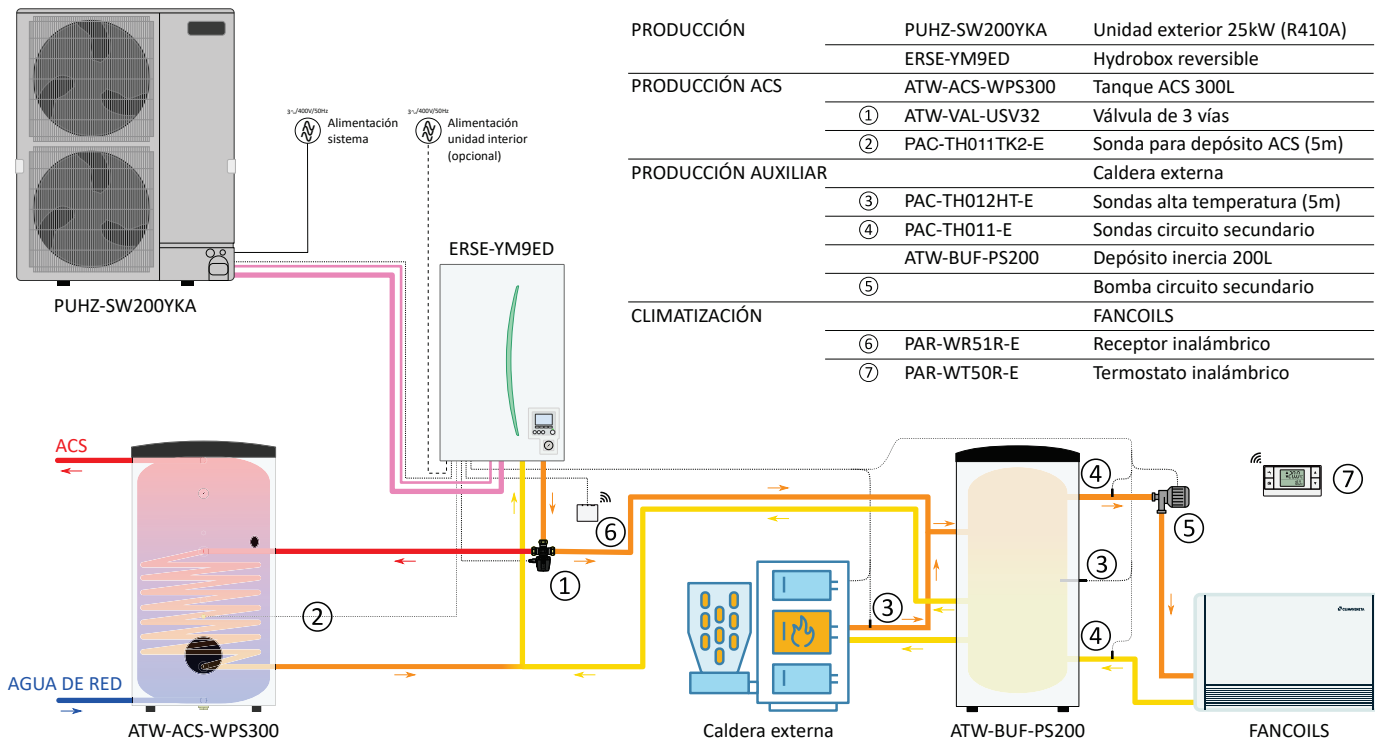 PRODUCCIÓN PUHZ-SW200YKA Unidad exterior 25kW (R410A)
ERSE-YM9ED Hydrobox reversible
PRODUCCIÓN ACS ATW-ACS-WPS300 Tanque ACS 300L
1 ATW-VAL-USV32 Válvula de 3 vías
2 PAC-TH011TK2-E Sonda para depósito ACS (5m)
PRODUCCIÓN AUXILIAR Caldera externa
3 PAC-TH012HT-E Sondas alta temperatura (5m)
4 PAC-TH011-E Sondas circuito secundario
ATW-BUF-PS200 Depósito inercia 200L
5 Bomba circuito secundario
CLIMATIZACIÓN FANCOILS
6 PAR-WR51R-E Receptor inalámbrico
7 PAR-WT50R-E Termostato inalámbrico
3~/400V/50Hz
Alimentación
sistema
3~/400V/50Hz
Alimentación
unidad interior
(opcional)
ERSE-YM9ED
PUHZ-SW200YKA
ACS
4
7
6
5
1
3
2
3
4
CLIMAVENETA
AGUA DE RED
ATW-ACS-WPS300
Caldera externa
ATW-BUF-PS200
FANCOILS